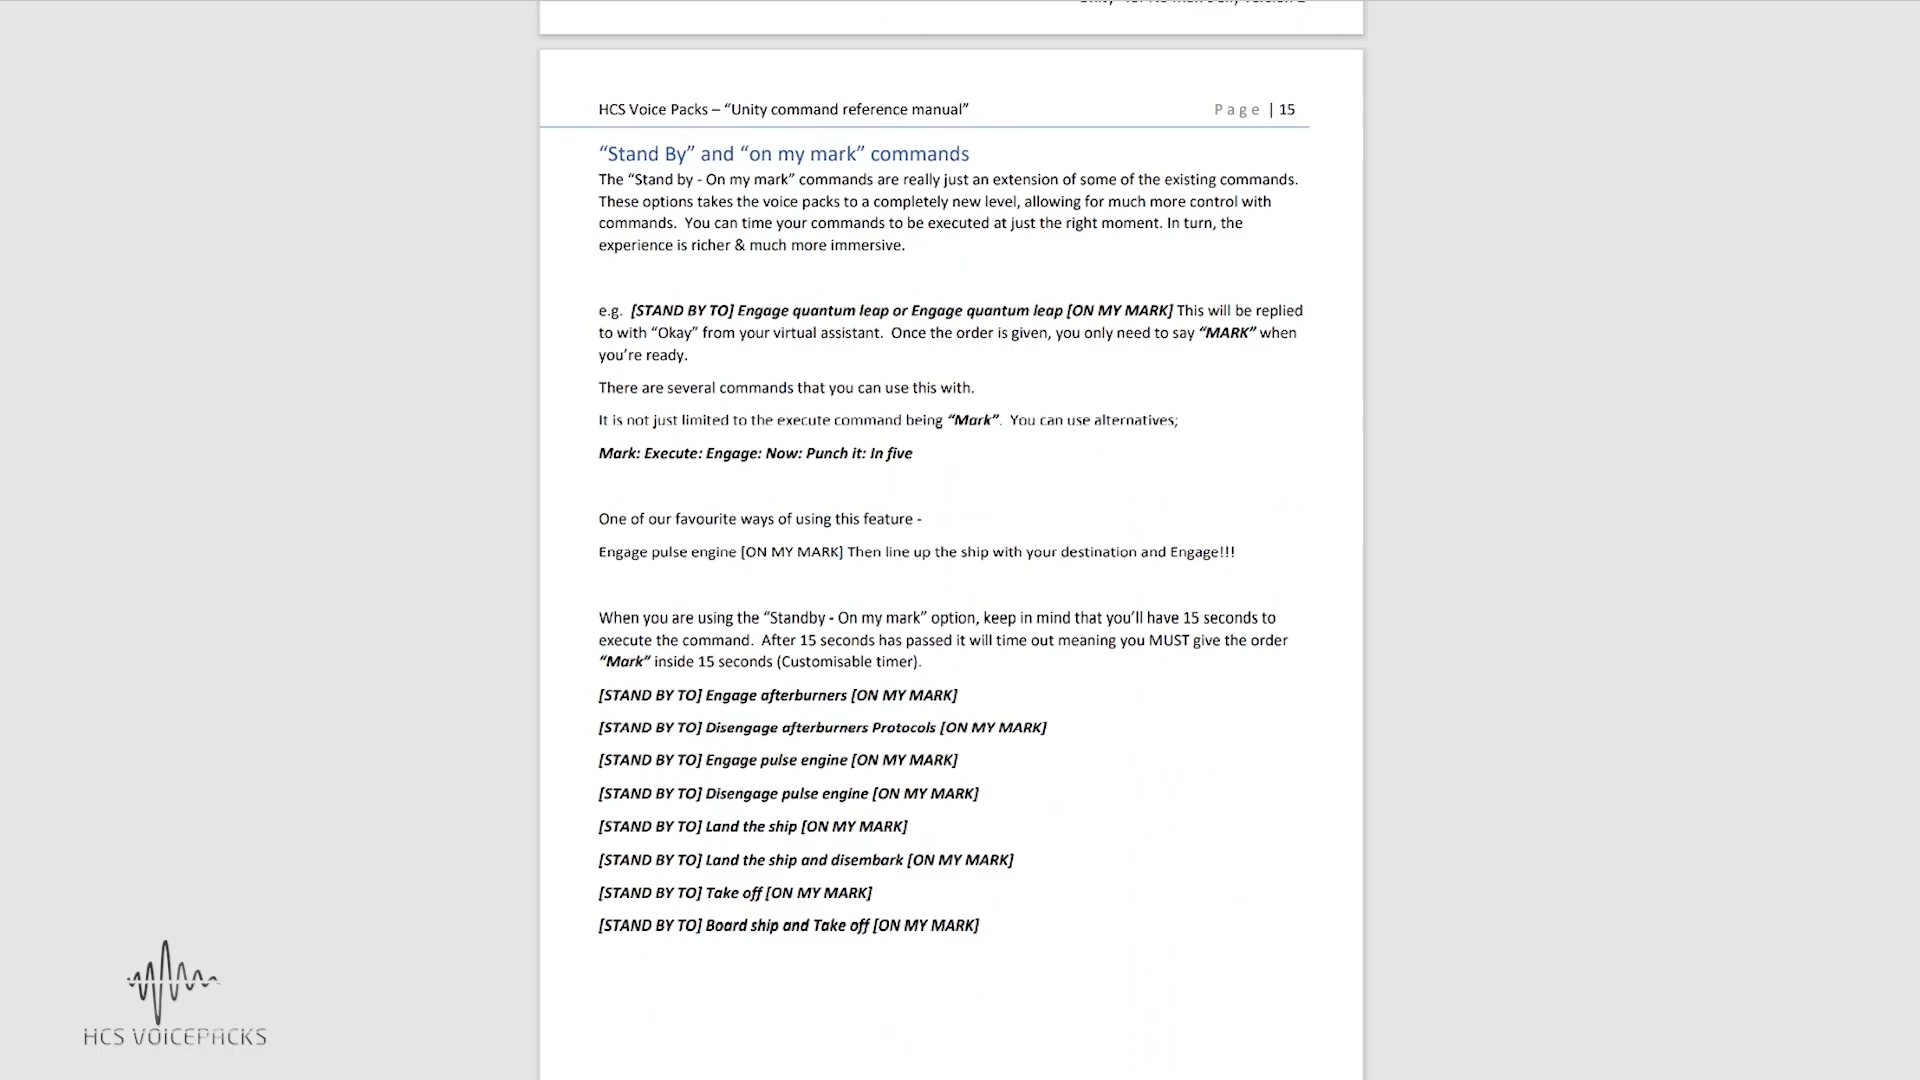 HCS Voice Packs – “Unity command reference manual” Page | 15
“Stand By” and “on my mark” commands
The “Stand by - On my mark” commands are really just an extension of some of the existing commands.
These options takes the voice packs to a completely new level, allowing for much more control with
commands.  You can time your commands to be executed at just the right moment. In turn, the
experience is richer & much more immersive.
e.g.  [STAND BY TO] Engage quantum leap or Engage quantum leap [ON MY MARK] This will be replied
to with “Okay” from your virtual assistant.  Once the order is given, you only need to say “MARK” when
you’re ready.
There are several commands that you can use this with.
It is not just limited to the execute command being “Mark”.  You can use alternatives;
Mark: Execute: Engage: Now: Punch it: In five
One of our favourite ways of using this feature -
Engage pulse engine [ON MY MARK] Then line up the ship with your destination and Engage!!!
When you are using the “Standby - On my mark” option, keep in mind that you’ll have 15 seconds to
execute the command.  After 15 seconds has passed it will time out meaning you MUST give the order
“Mark” inside 15 seconds (Customisable timer).
[STAND BY TO] Engage afterburners [ON MY MARK]
[STAND BY TO] Disengage afterburners Protocols [ON MY MARK]
[STAND BY TO] Engage pulse engine [ON MY MARK]
[STAND BY TO] Disengage pulse engine [ON MY MARK]
[STAND BY TO] Land the ship [ON MY MARK]
[STAND BY TO] Land the ship and disembark [ON MY MARK]
[STAND BY TO] Take off [ON MY MARK]
[STAND BY TO] Board ship and Take off [ON MY MARK]
HCS VOICEPACKS